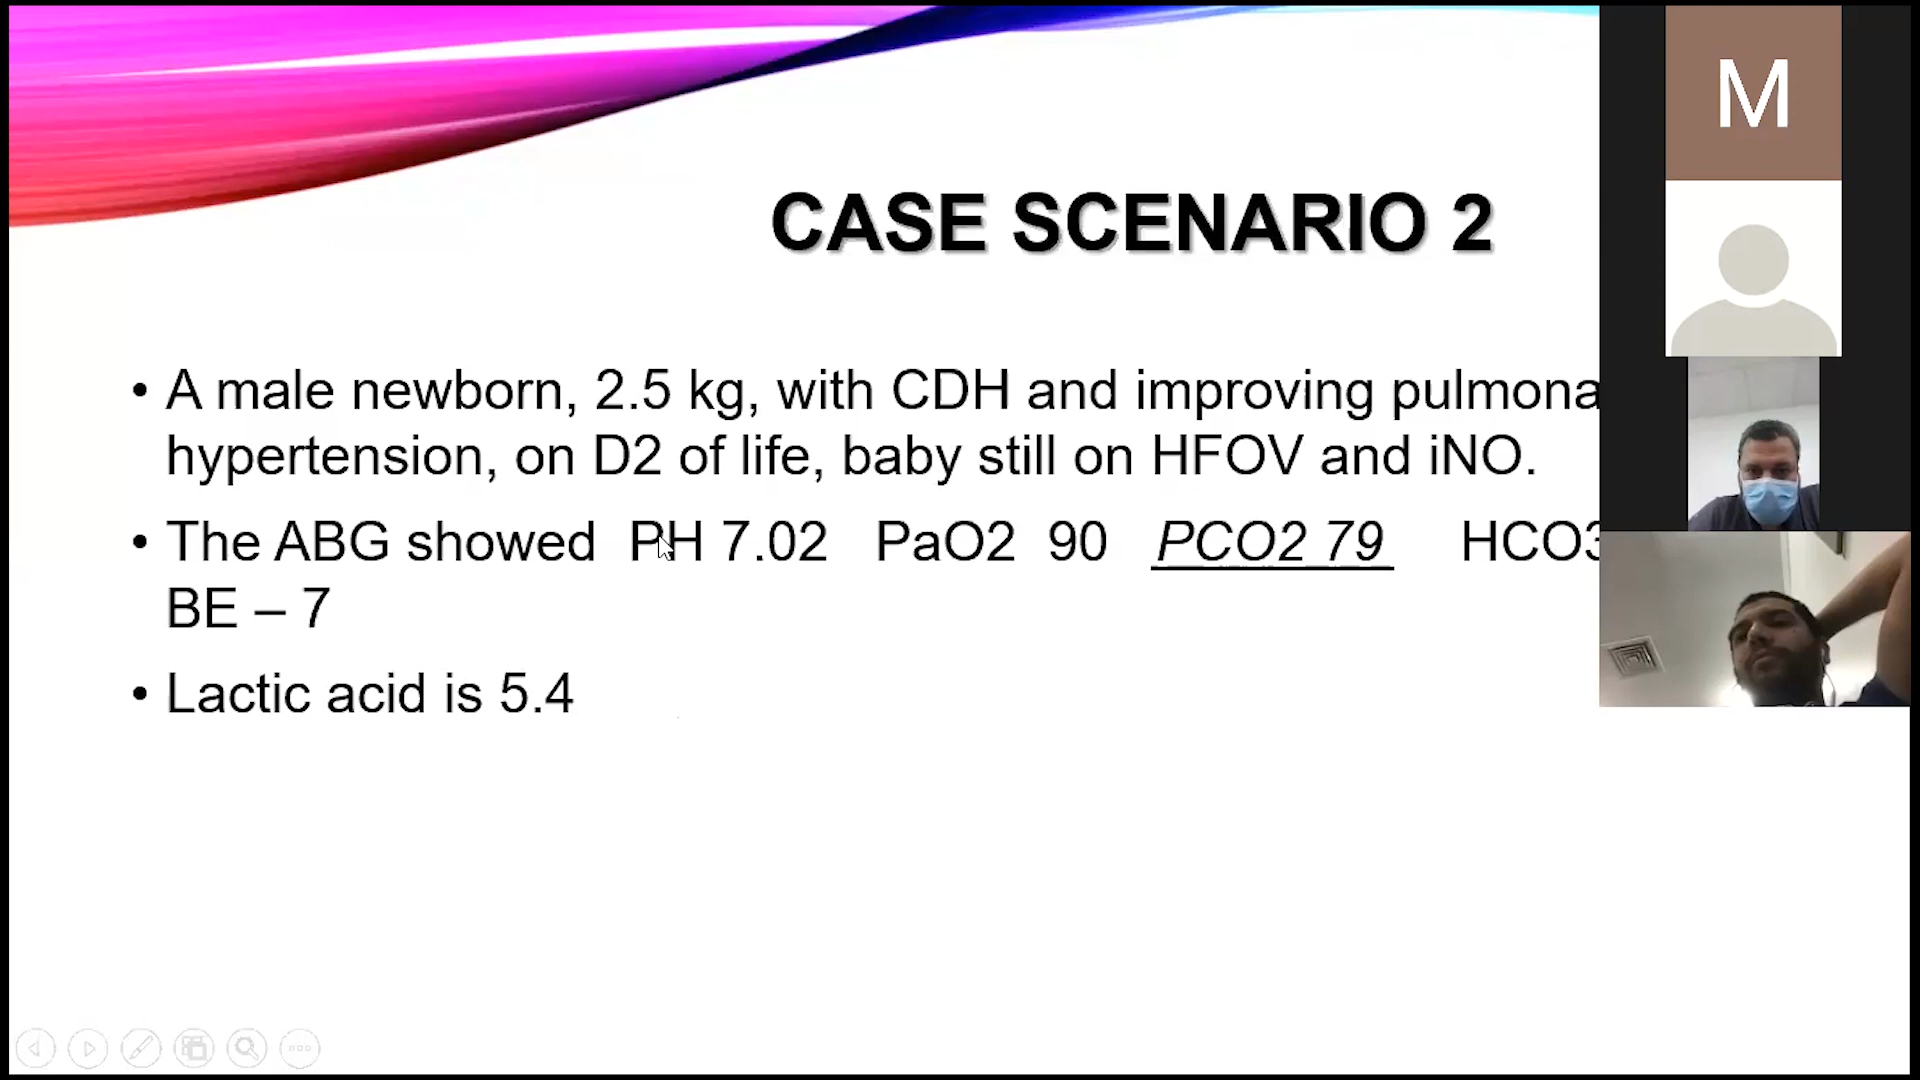 CASE SCENARIO 2
• A male newborn, 2.5 kg, with CDH and improving pulmona
hypertension, on D2 of life, baby still on HFOV and iNO.
• The ABG showed PH 7.02 PaO2 90 PCO2 79 HCO3
BE – 7
• Lactic acid is 5.4
M